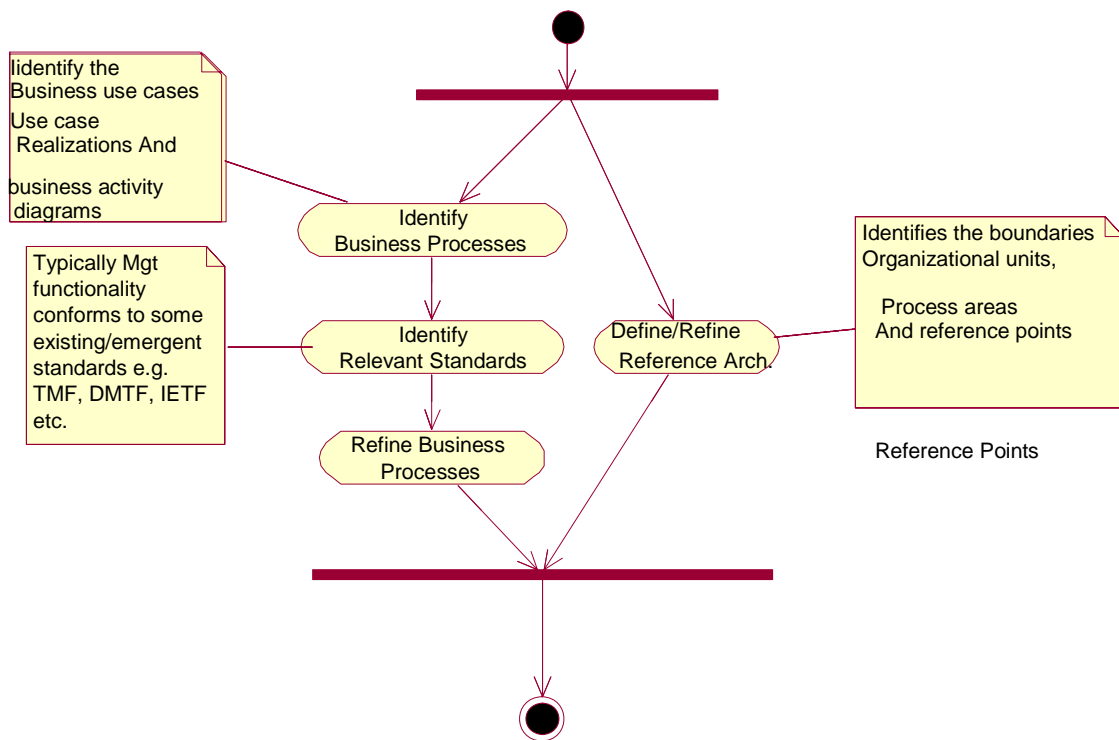 Iidentify the
Business use cases
Use case
Realizations And
business activity
diagrams
Identify
Business Processes
Typically Mgt
functionality
conforms to some
existing/emergent
standards e.g.
TMF, DMTF, IETF
etc.
Identify
Relevant Standards
Refine Business
Processes
Define/Refine
Reference Arch.
Identifies the boundaries
Organizational units,
Process areas
And reference points
Reference Points